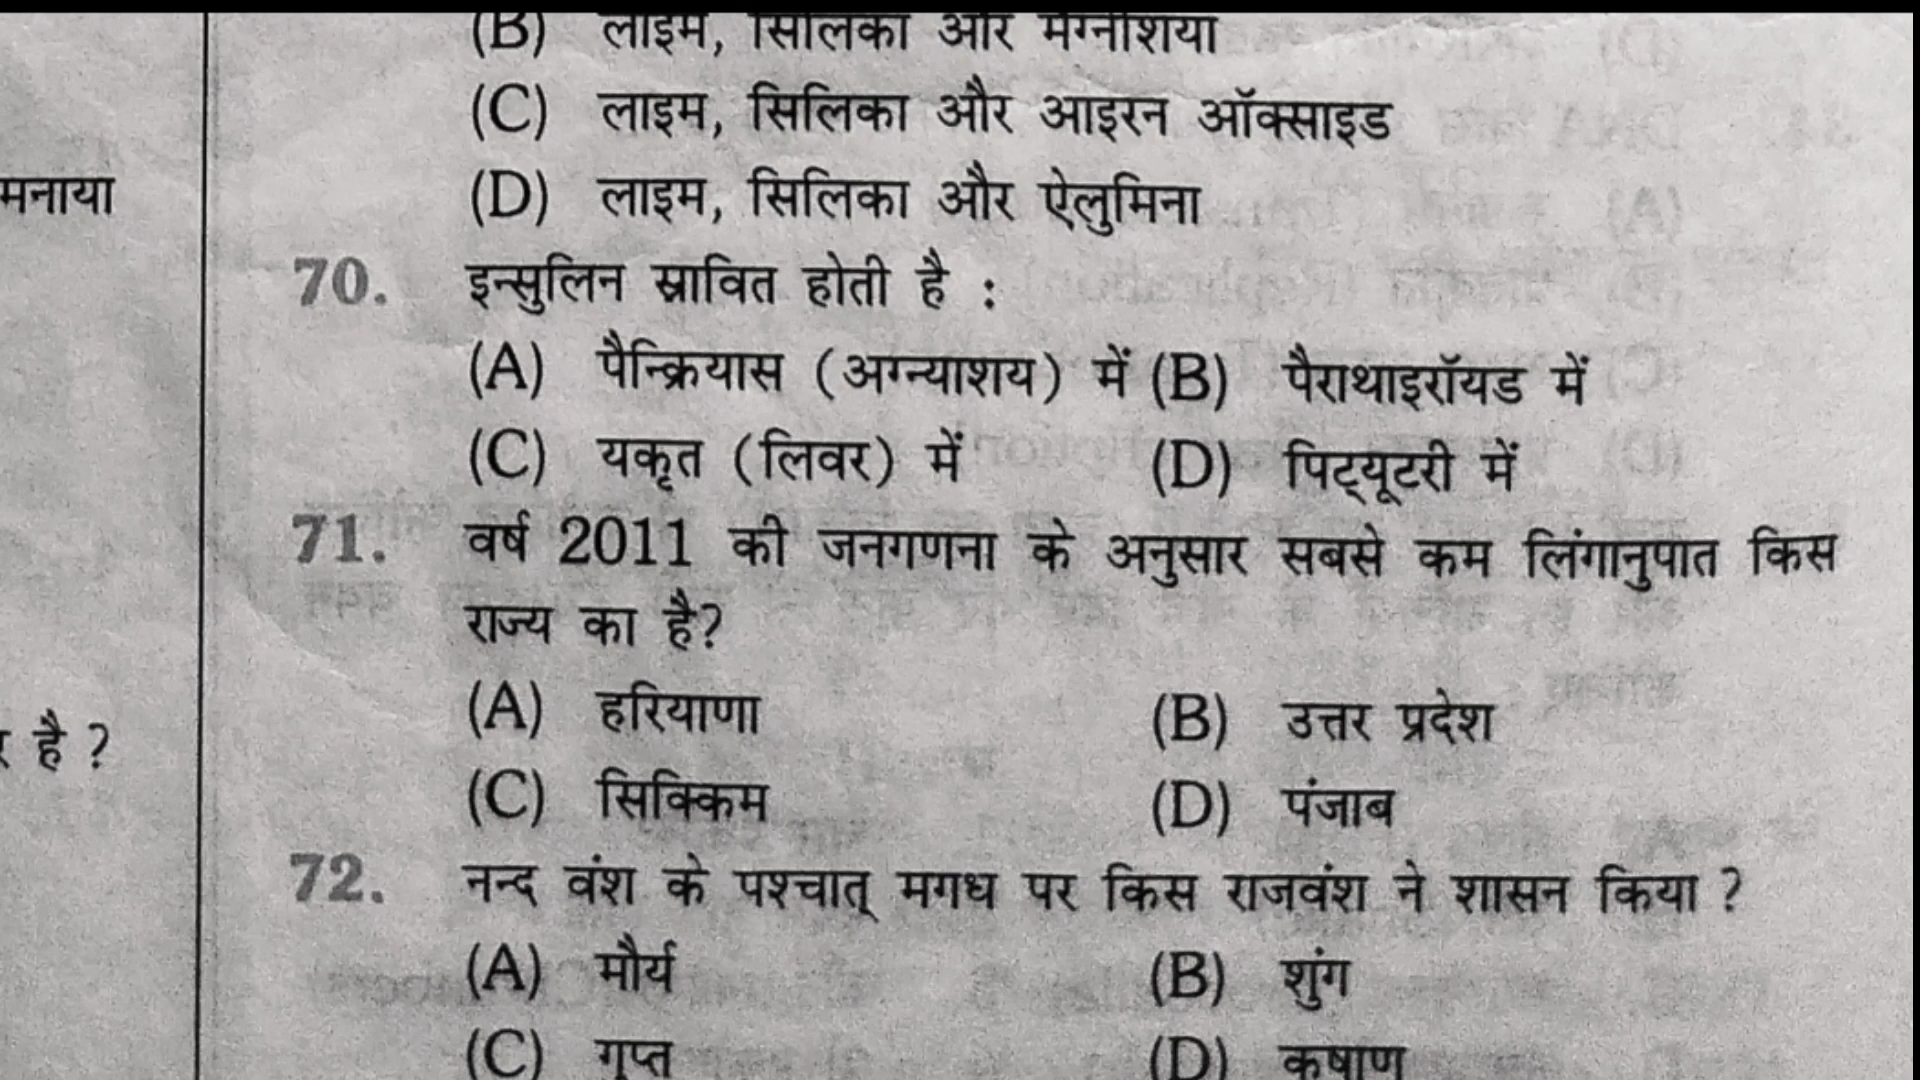 मनाया
र है ?
(B) लाइम, सिलिका और मैग्नीशिया
(C) लाइम, सिलिका और आइरन ऑक्साइड
(D) लाइम, सिलिका और ऐलुमिना
70. इन्सुलिन स्रावित होती है :
(A) पैन्क्रियास (अग्न्याशय) में (B) पैराथाइरॉयड में
(C) यकृत (लिवर) में (D) पिट्यूटरी में
71. वर्ष 2011 की जनगणना के अनुसार सबसे कम लिंगानुपात किस
राज्य का है?
(A) हरियाणा (B) उत्तर प्रदेश
(C) सिक्किम (D) पंजाब
72. नन्द वंश के पश्चात् मगध पर किस राजवंश ने शासन किया ?
(A) मौर्य (B) शुंग
(C) गुप्त (D) कुषाण